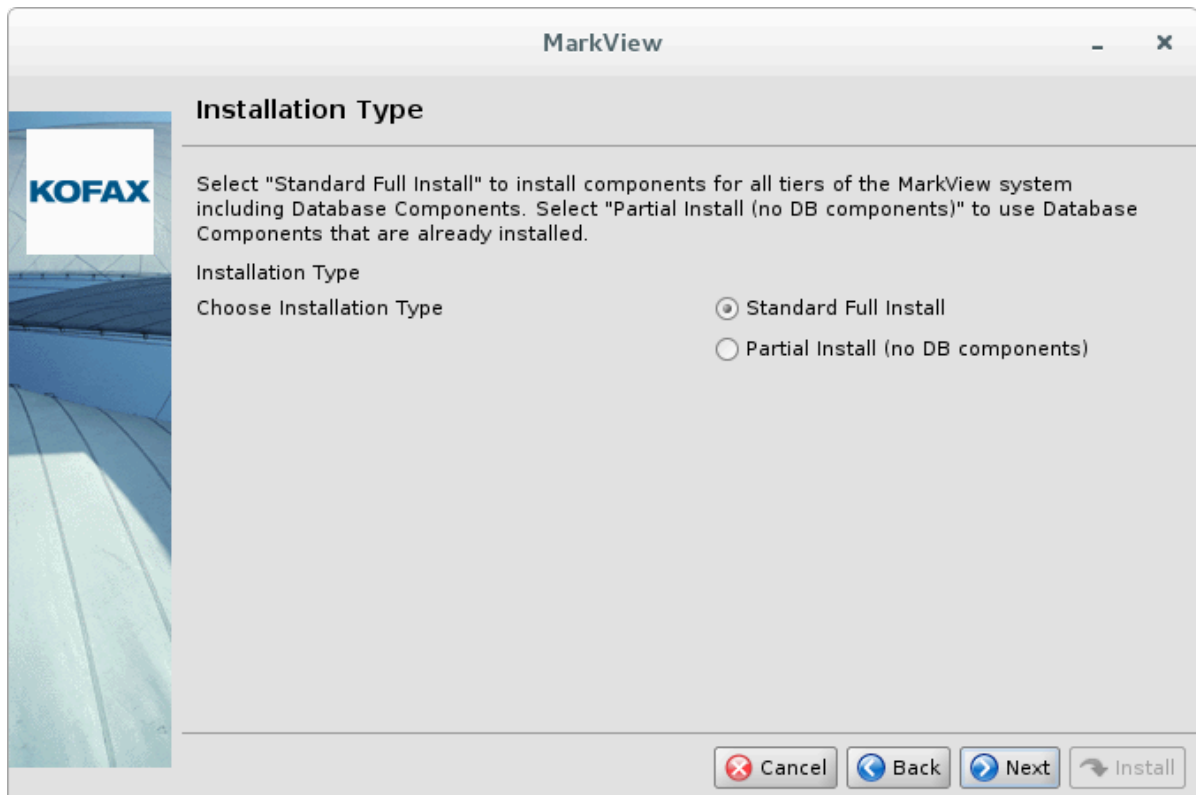 MarkView
Installation Type
KOFAX
Select "Standard Full Install" to install components for all tiers of the MarkView system
including Database Components. Select "Partial Install (no DB components)" to use Database
Components that are already installed.
Installation Type
Choose Installation Type
Standard Full Install
Partial Install (no DB components)
Cancel
Back
Next
Install